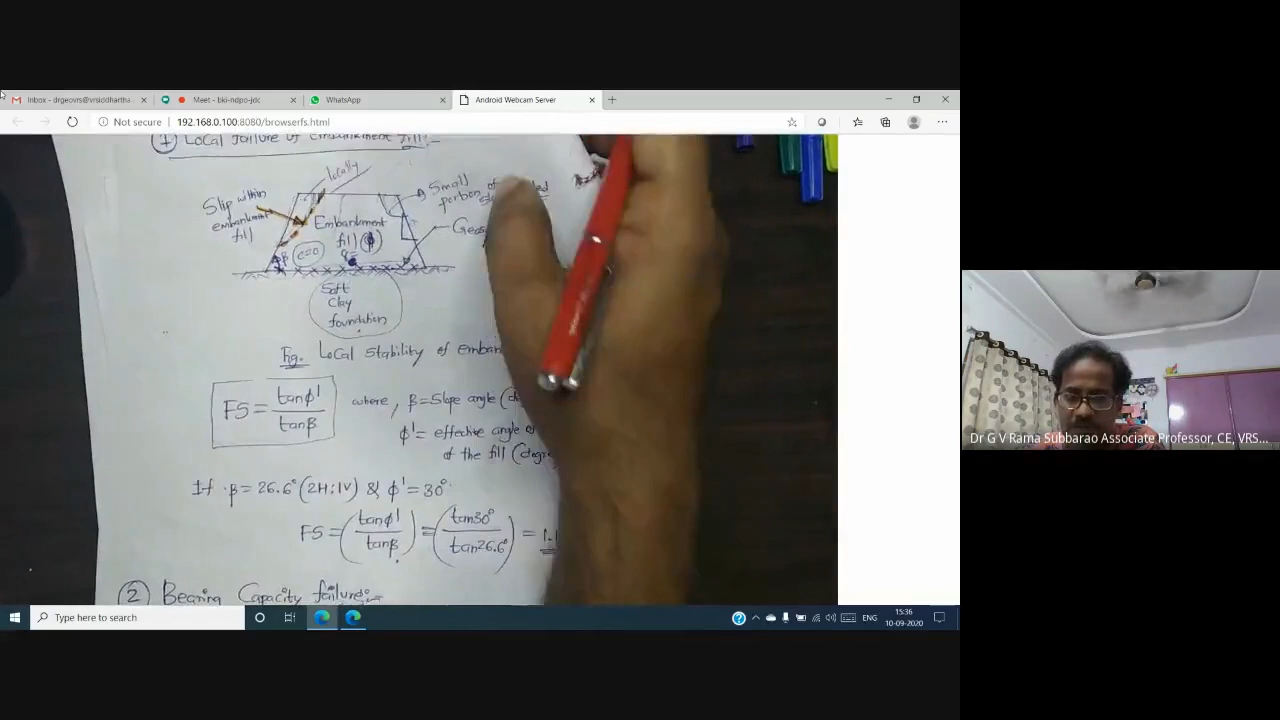 Inbox - drgeovrs@vrsiddhartha
Meet - bki-ndpo-jdc
WhatsApp
Android Webcam Server
Not secure | 192.168.0.100:8080/browserfs.html
1 Local failure of embankment fill:-
locally
Slip within
embankment
fill
Small
portion of
Embankment
fill ϕ
β C=0
Soft
Clay
foundation
Fig. Local stability of
FS = tanϕ'/tanβ where, β=Slope angle
ϕ'= effective angle
of the fill
If β = 26.6° (2H:1V) & ϕ' = 30°
FS = (tanϕ'/tanβ) = (tan30°/tan26.6°) =
2 Bearing Capacity failure:-
Dr G V Rama Subbarao Associate Professor, CE, VRS...
Type here to search
ENG
15:36
10-09-2020